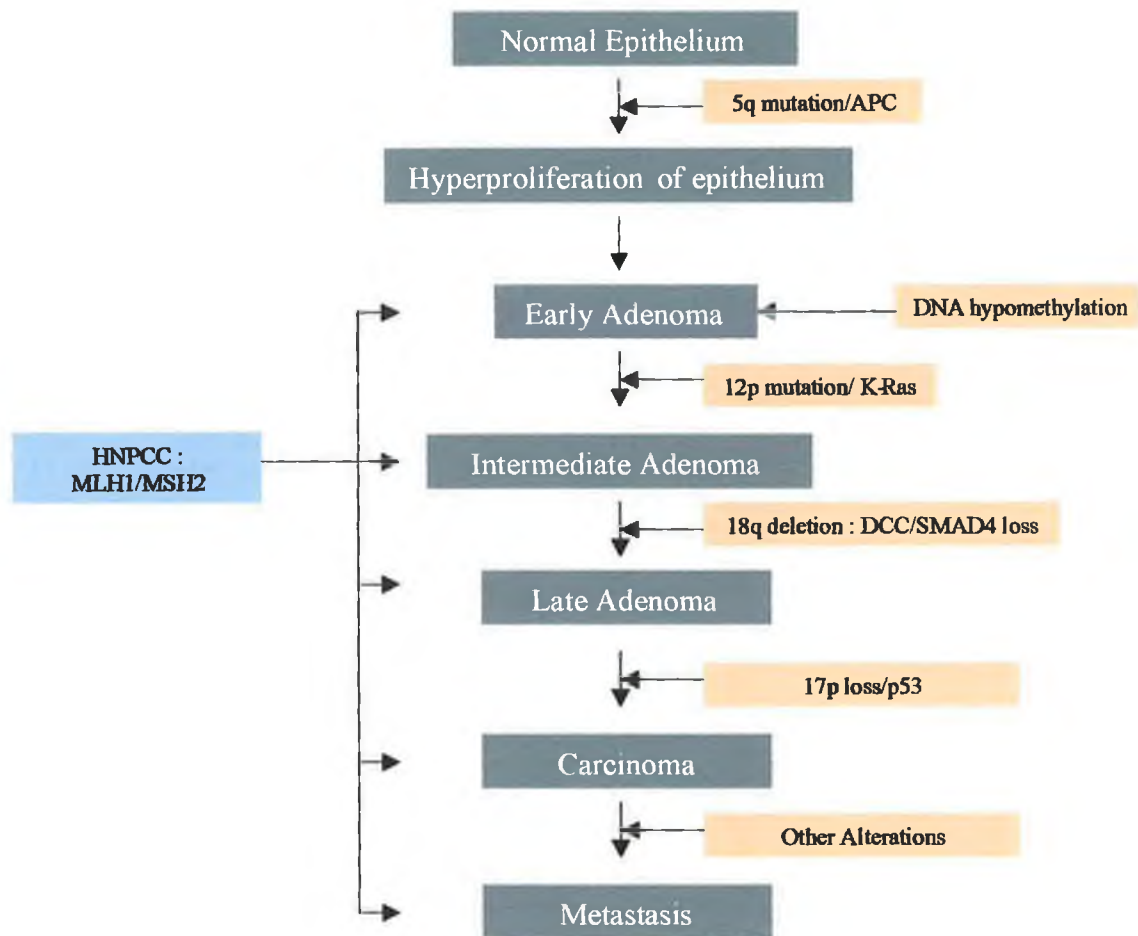 Normal Epithelium
5q mutation/APC
Hyperproliferation of epithelium
Early Adenoma
DNA hypomethylation
12p mutation/ K-Ras
HNPCC :
MLH1/MSH2
Intermediate Adenoma
18q deletion : DCC/SMAD4 loss
Late Adenoma
17p loss/p53
Carcinoma
Other Alterations
Metastasis